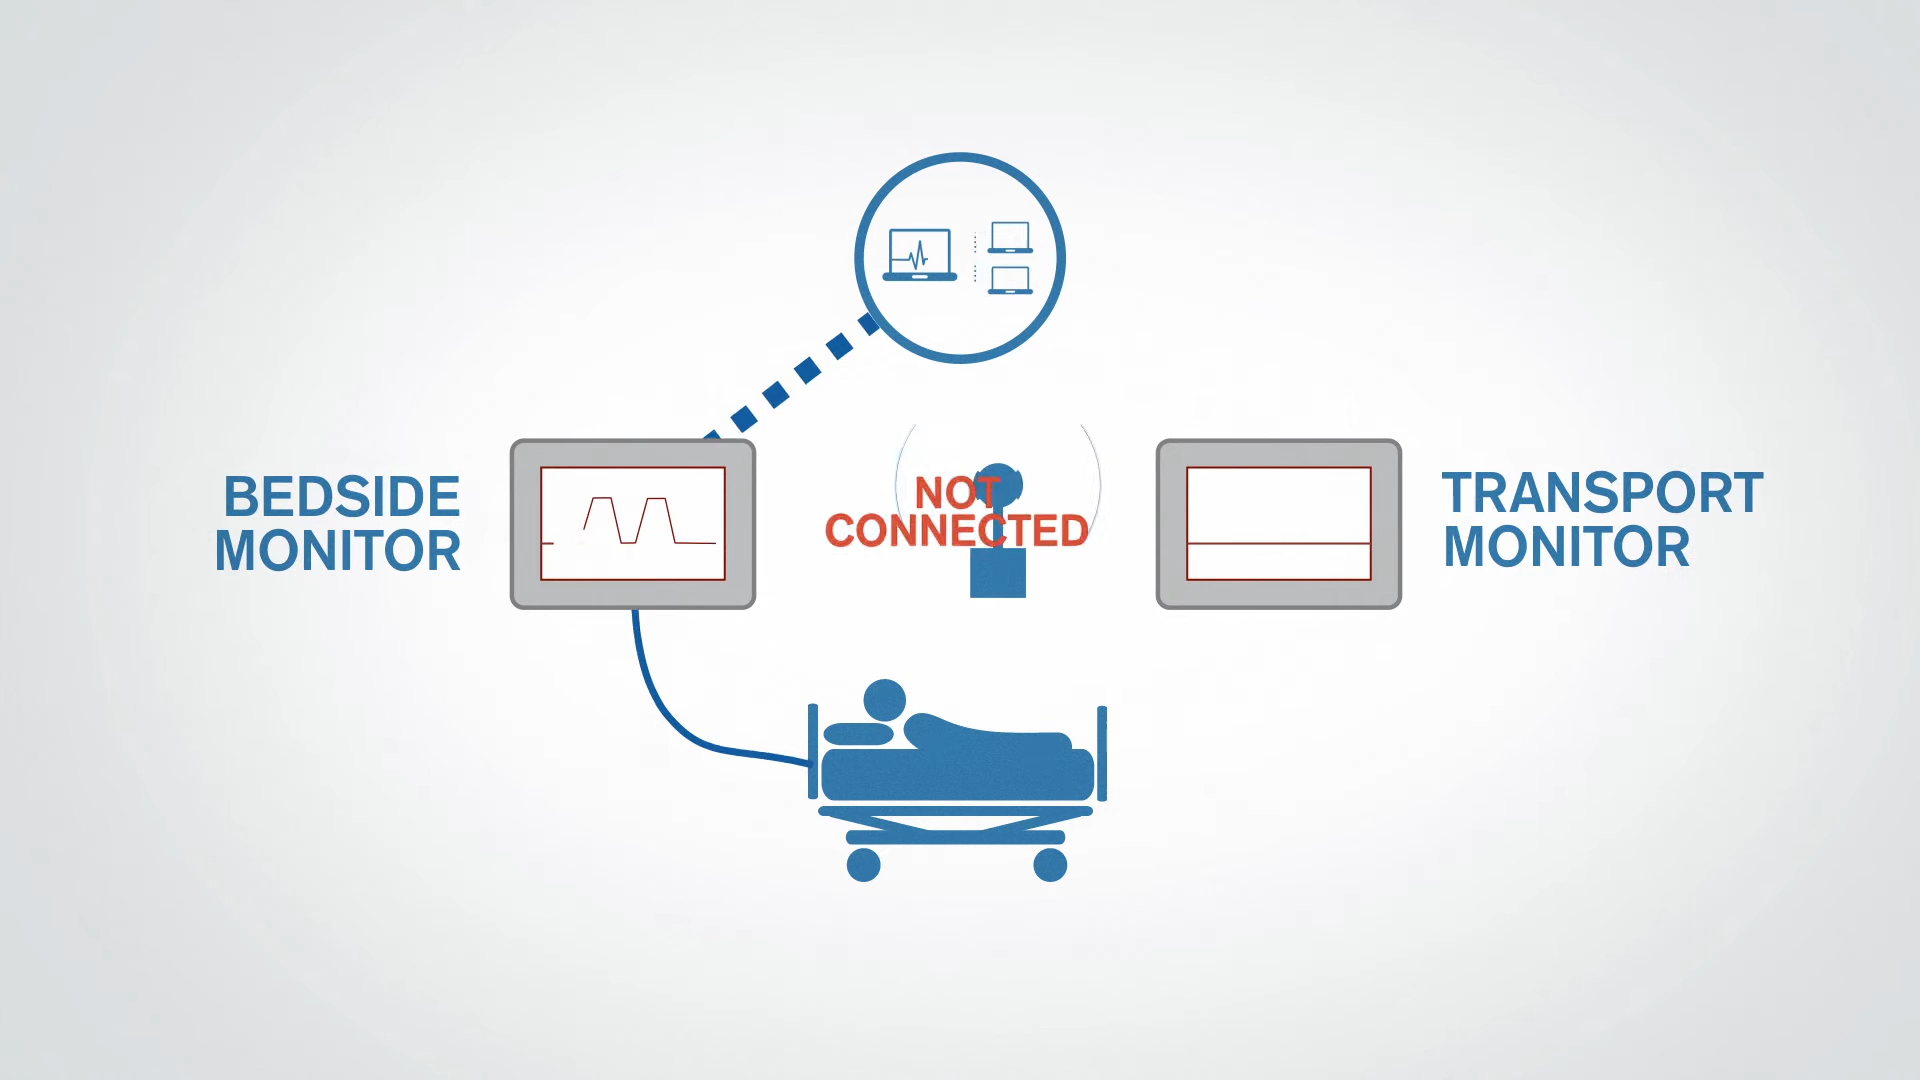 BEDSIDE
MONITOR
NOT
CONNECTED
TRANSPORT
MONITOR